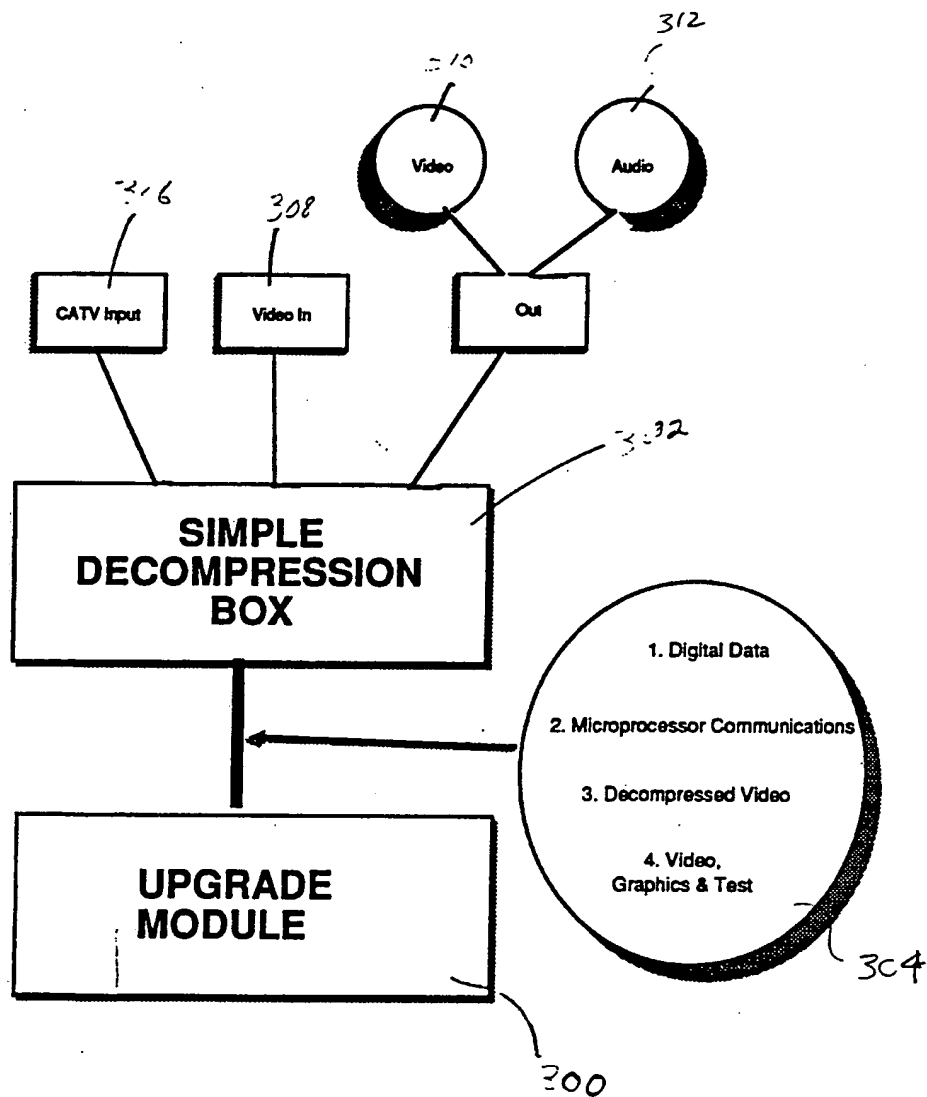 312
Video
Audio
308
CATV Input
Video In
Out
SIMPLE
DECOMPRESSION
BOX
1. Digital Data
2. Microprocessor Communications
3. Decompressed Video
4. Video,
Graphics & Test
UPGRADE
MODULE
304
300